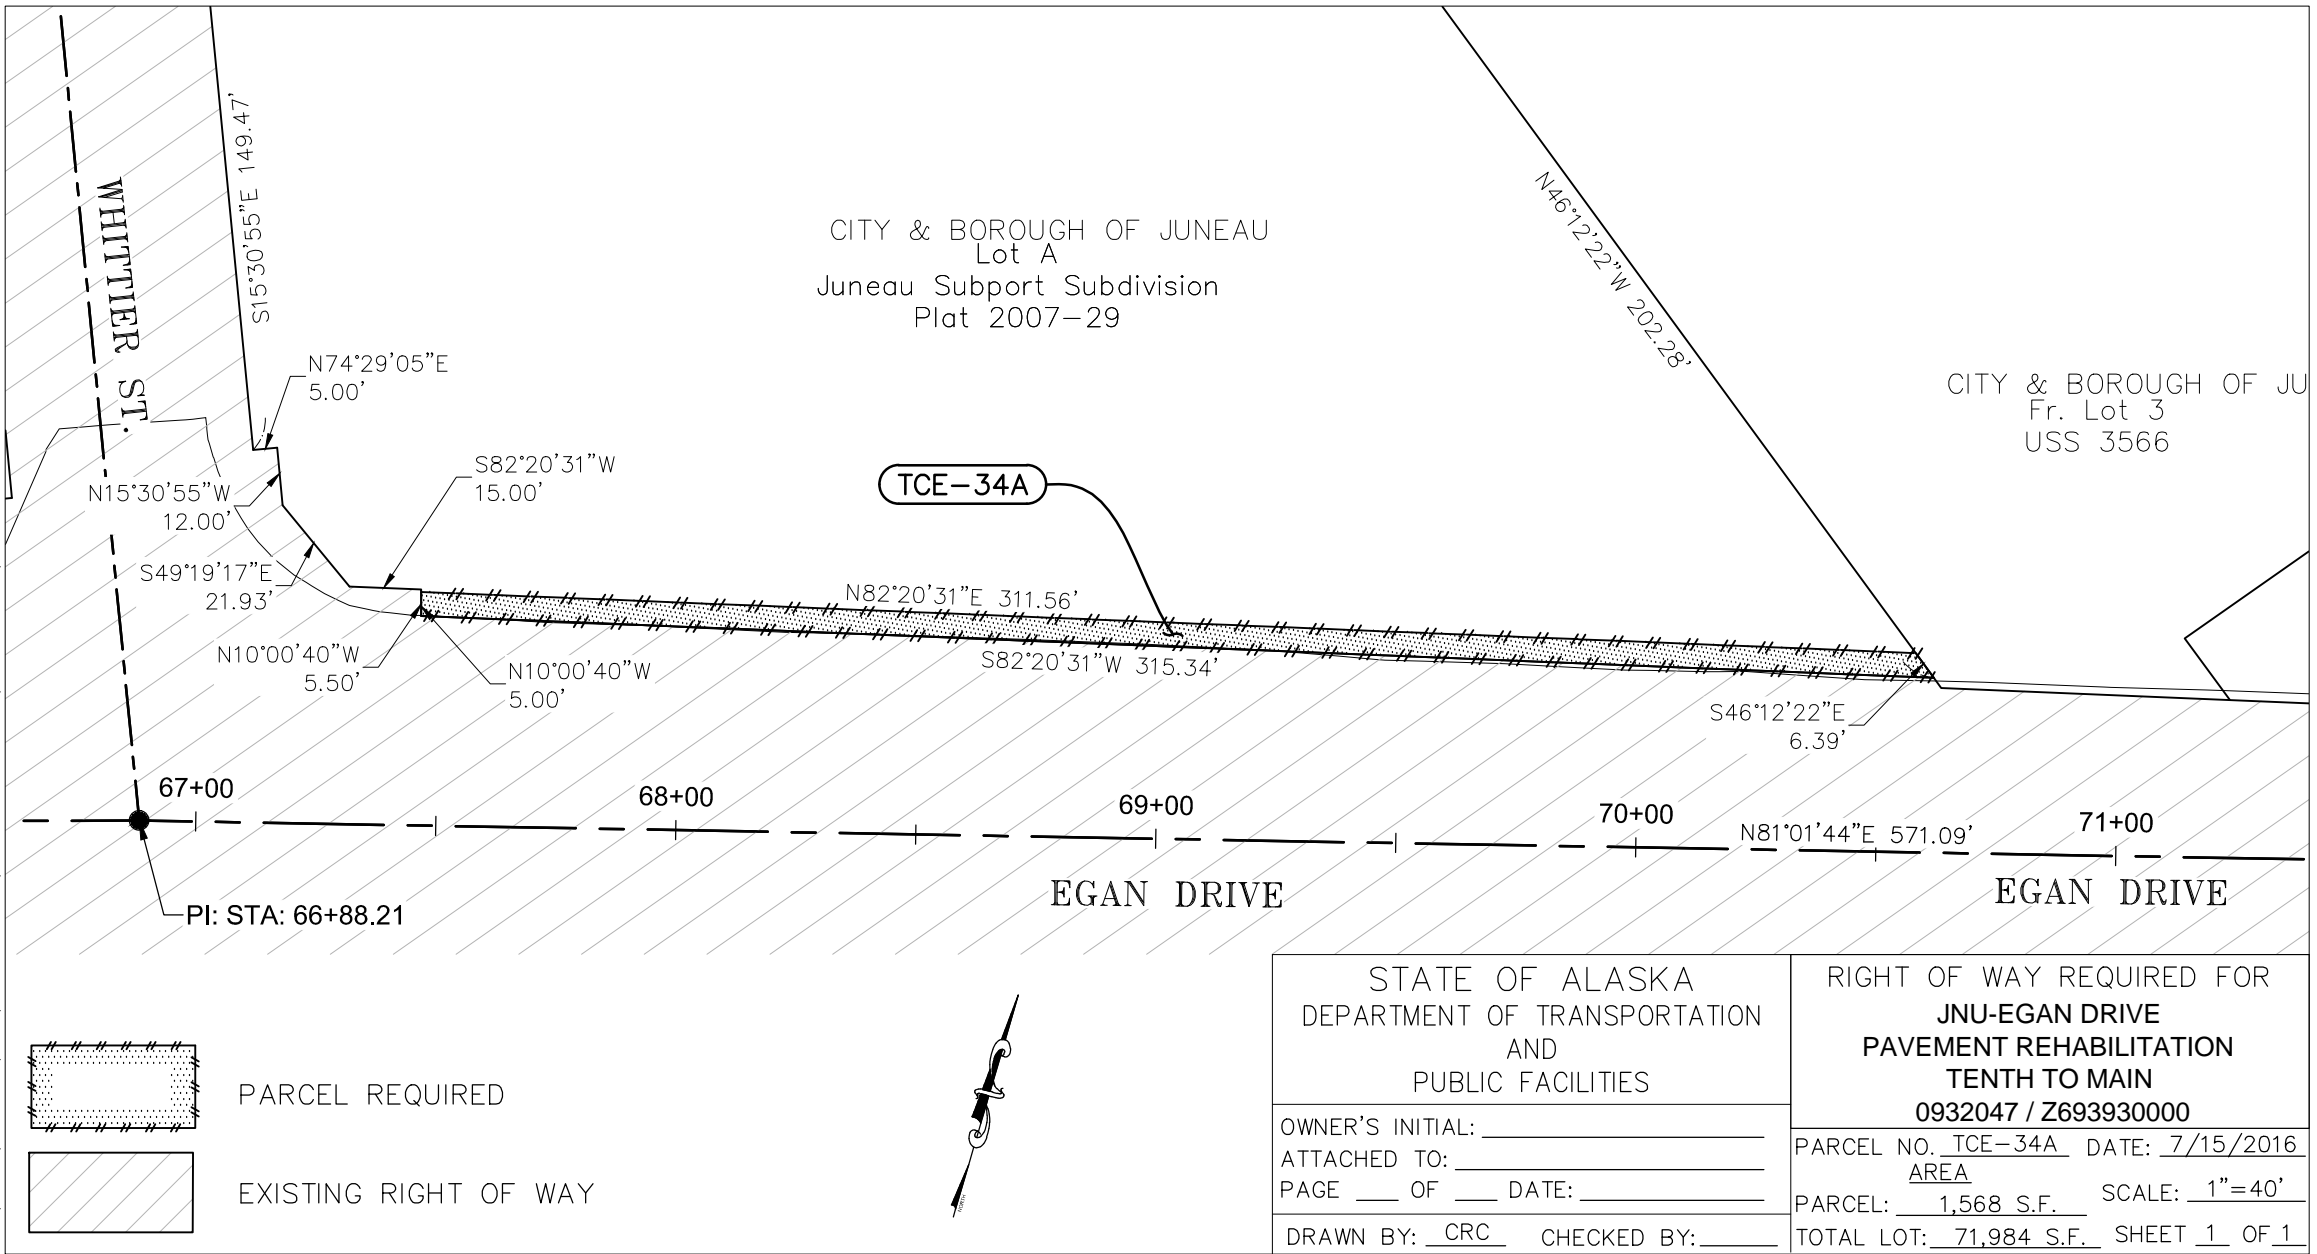 WHITTIER ST.
S15°30'55"E 149.47'
CITY & BOROUGH OF JUNEAU
Lot A
Juneau Subport Subdivision
Plat 2007-29
N46°12'22"W 202.28'
CITY & BOROUGH OF JU
Fr. Lot 3
USS 3566
N74°29'05"E
5.00'
N15°30'55"W
12.00'
S82°20'31"W
15.00'
TCE-34A
S49°19'17"E
21.93'
N82°20'31"E 311.56'
S82°20'31"W 315.34'
N10°00'40"W
5.50'
N10°00'40"W
5.00'
S46°12'22"E
6.39'
67+00
68+00
69+00
70+00
N81°01'44"E 571.09'
71+00
EGAN DRIVE
EGAN DRIVE
PI: STA: 66+88.21
PARCEL REQUIRED
EXISTING RIGHT OF WAY
NORTH
STATE OF ALASKA
DEPARTMENT OF TRANSPORTATION
AND
PUBLIC FACILITIES
OWNER'S INITIAL:
ATTACHED TO:
PAGE OF DATE:
DRAWN BY: CRC CHECKED BY:
RIGHT OF WAY REQUIRED FOR
JNU-EGAN DRIVE
PAVEMENT REHABILITATION
TENTH TO MAIN
0932047 / Z693930000
PARCEL NO. TCE-34A DATE: 7/15/2016
AREA
PARCEL: 1,568 S.F. SCALE: 1"=40'
TOTAL LOT: 71,984 S.F. SHEET 1 OF 1